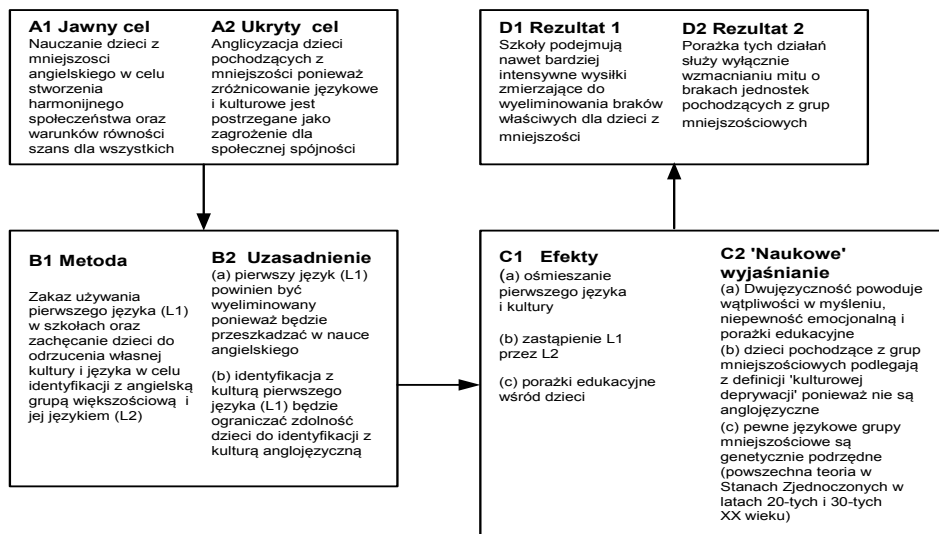 A1 Jawny cel
Nauczanie dzieci z
mniejszosci
angielskiego w celu
stworzenia
harmonijnego
społeczeństwa oraz
warunków równości
szans dla wszystkich
A2 Ukryty cel
Anglicyzacja dzieci
pochodzących z
mniejszości ponieważ
zróżnicowanie językowe
i kulturowe jest
postrzegane jako
zagrożenie dla
społecznej spójności
D1 Rezultat 1
Szkoły podejmują
nawet bardziej
intensywne wysiłki
zmierzające do
wyeliminowania braków
właściwych dla dzieci z
mniejszości
D2 Rezultat 2
Porażka tych działań
służy wyłącznie
wzmacnianiu mitu o
brakach jednostek
pochodzących z grup
mniejszościowych
B1 Metoda
Zakaz używania
pierwszego języka (L1)
w szkołach oraz
zachęcanie dzieci do
odrzucenia własnej
kultury i języka w celu
identyfikacji z angielską
grupą większościową i
jej językiem (L2)
B2 Uzasadnienie
(a) pierwszy język (L1)
powinien być
wyeliminowany
ponieważ będzie
przeszkadzać w nauce
angielskiego
(b) identyfikacja z
kulturą pierwszego
języka (L1) będzie
ograniczać zdolność
dzieci do identyfikacji z
kulturą anglojęzyczną
C1 Efekty
(a) ośmieszanie
pierwszego języka
i kultury
(b) zastąpienie L1
przez L2
(c) porażki edukacyjne
wśród dzieci
C2 'Naukowe'
wyjaśnianie
(a) Dwujęzyczność powoduje
wątpliwości w myśleniu,
niepewność emocjonalną i
porażki edukacyjne
(b) dzieci pochodzące z grup
mniejszościowych podlegają
z definicji 'kulturowej
deprywacji' ponieważ nie są
anglojęzyczne
(c) pewne językowe grupy
mniejszościowe są
genetycznie podrzędne
(powszechna teoria w
Stanach Zjednoczonych w
latach 20-tych i 30-tych
XX wieku)